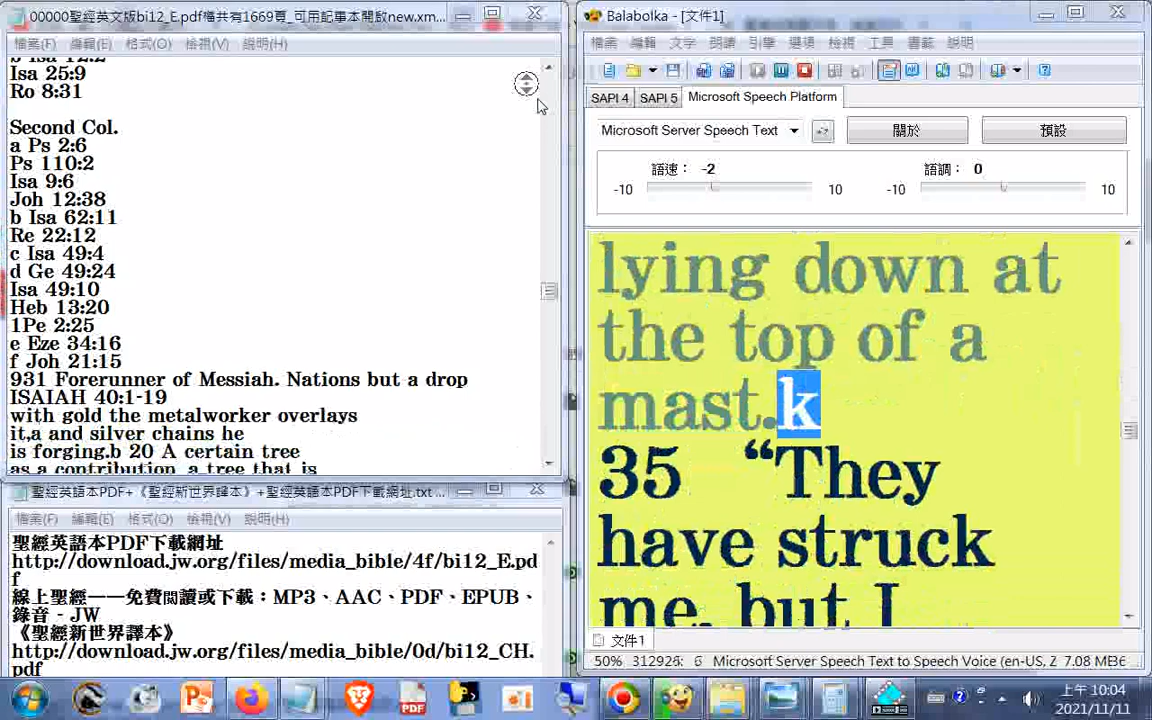 00000聖經英文版bi12_E.pdf檔共有1669頁_可用記事本開啟new.xm...
檔案(F) 編輯(E) 格式(O) 檢視(V) 說明(H)
Isa 25:9
Ro 8:31
Second Col.
a Ps 2:6
Ps 110:2
Isa 9:6
Joh 12:38
b Isa 62:11
Re 22:12
c Isa 49:4
d Ge 49:24
Isa 49:10
Heb 13:20
1Pe 2:25
e Eze 34:16
f Joh 21:15
931 Forerunner of Messiah. Nations but a drop
ISAIAH 40:1-19
with gold the metalworker overlays
it,a and silver chains he
is forging.b 20 A certain tree
as a contribution, a tree that is
聖經英語本PDF+《聖經新世界譯本》+聖經英語本PDF下載網址.txt ...
檔案(F) 編輯(E) 格式(O) 檢視(V) 說明(H)
聖經英語本PDF下載網址
http://download.jw.org/files/media_bible/4f/bi12_E.pd
f
線上聖經——免費閱讀或下載：MP3、AAC、PDF、EPUB、
錄音 - JW
《聖經新世界譯本》
http://download.jw.org/files/media_bible/0d/bi12_CH.
pdf
Balabolka - [文件1]
檔案 編輯 文字 朗讀 引擎 選項 檢視 工具 書籤 說明
SAPI 4 SAPI 5 Microsoft Speech Platform
Microsoft Server Speech Text 關於 預設
語速： -2 語調： 0
-10 10 -10 10
lying down at
the top of a
mast.k
35 “They
have struck
me, but I
文件1
50% 312926: 6 Microsoft Server Speech Text to Speech Voice (en-US, Z 7.08 MB
上午 10:04
2021/11/11